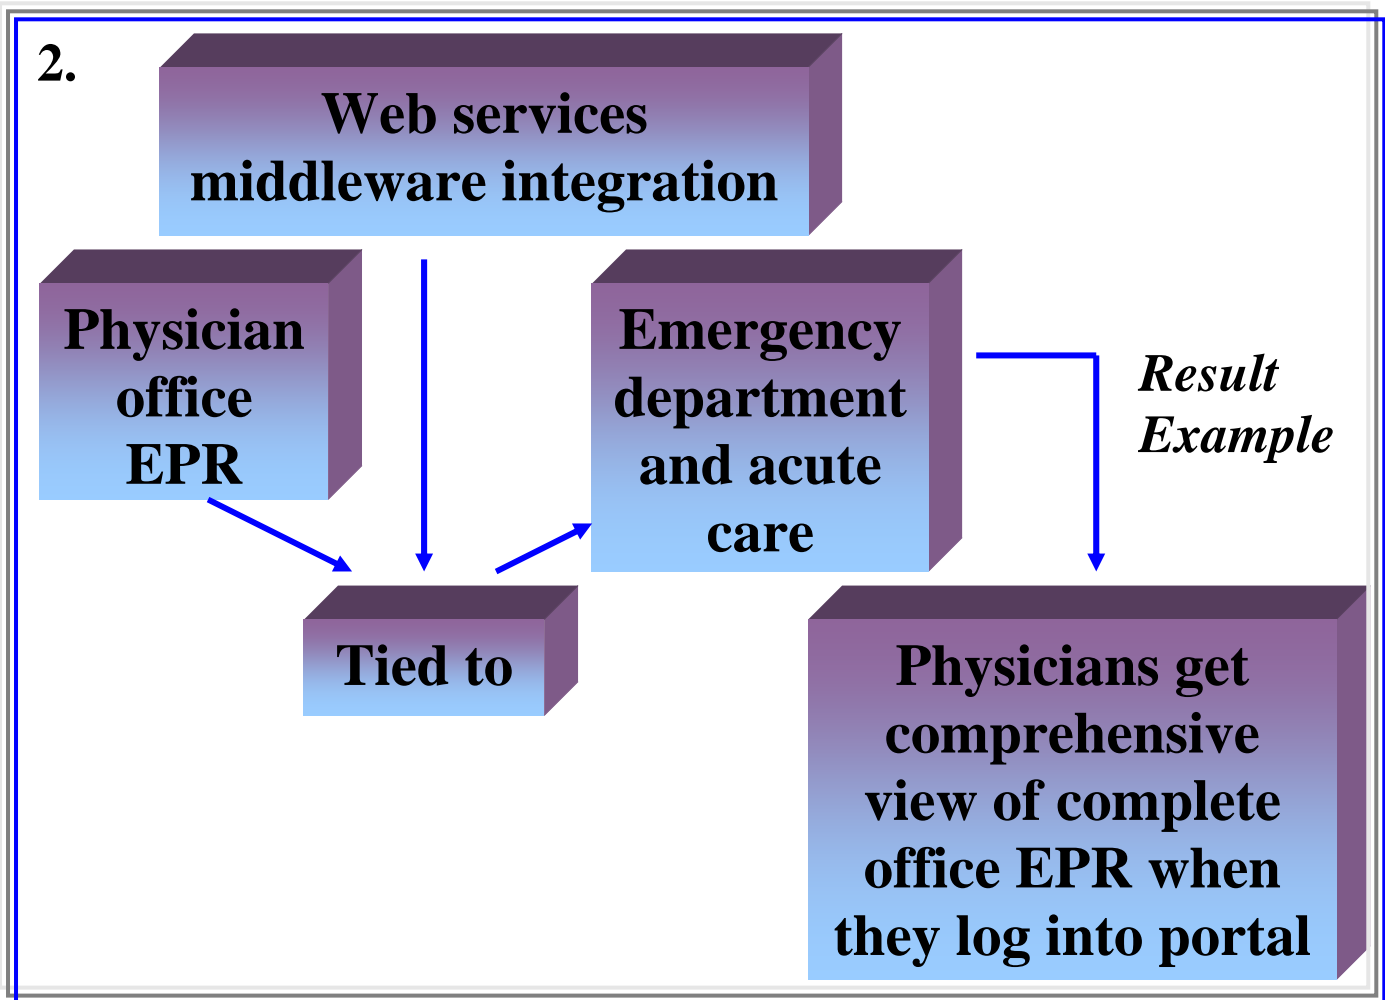 2.
Web services
middleware integration
Physician
office
EPR
Emergency
department
and acute
care
Result
Example
Tied to
Physicians get
comprehensive
view of complete
office EPR when
they log into portal